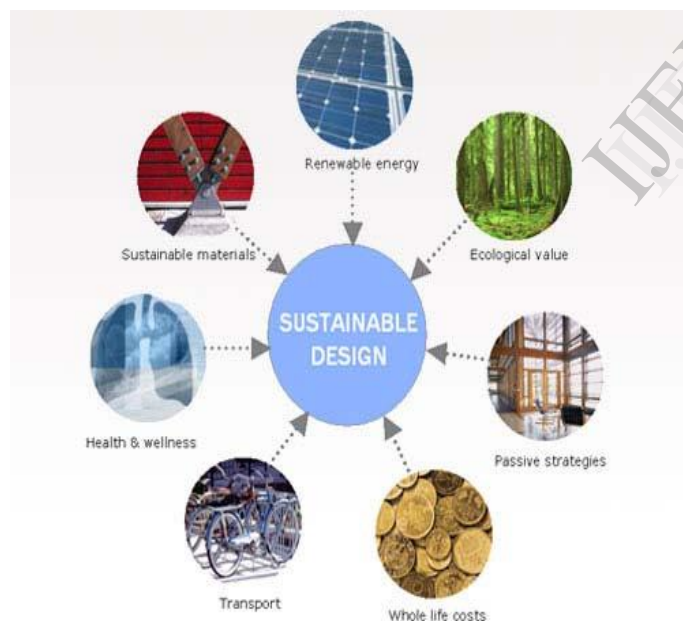 Renewable energy
Sustainable materials
Ecological value
SUSTAINABLE
DESIGN
Health & wellness
Passive strategies
Transport
Whole life costs